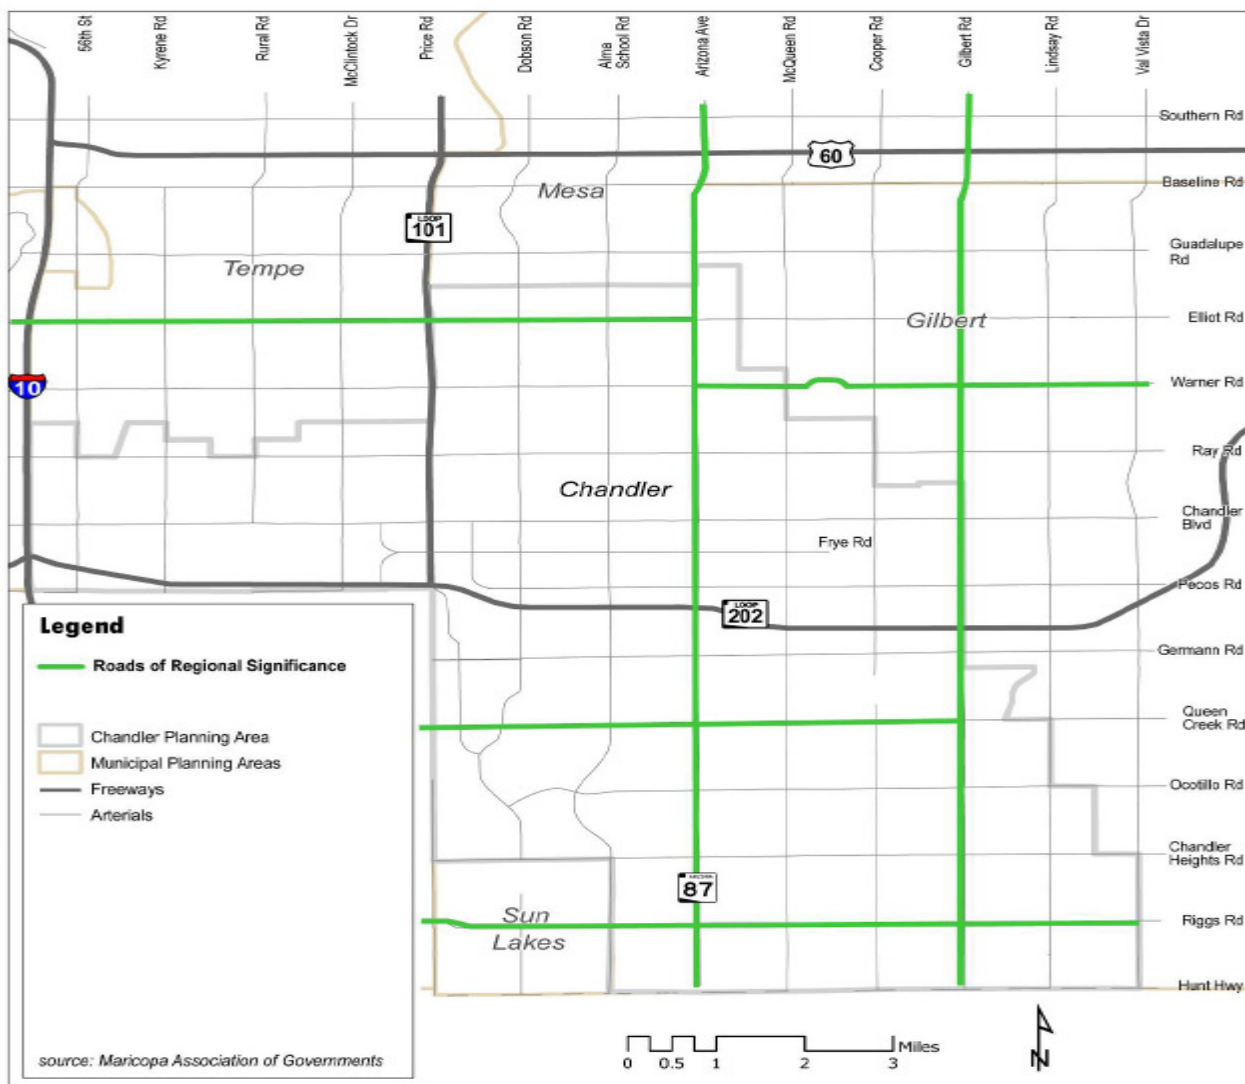 56th St
Kyrene Rd
Rural Rd
McClintock Dr
Price Rd
Dobson Rd
Alma
School Rd
Arizona Ave
McQueen Rd
Cooper Rd
Gilbert Rd
Lindsay Rd
Val Vista Dr
Southern Rd
60
Baseline Rd
Mesa
LOOP
101
Guadalupe
Rd
Tempe
Elliot Rd
Gilbert
10
Warner Rd
Ray Rd
Chandler
Chandler
Blvd
Frye Rd
Pecos Rd
LOOP
202
Germann Rd
Queen
Creek Rd
Ocotillo Rd
Chandler
Heights Rd
87
Sun
Lakes
Riggs Rd
Hunt Hwy
Legend
Roads of Regional Significance
Chandler Planning Area
Municipal Planning Areas
Freeways
Arterials
source: Maricopa Association of Governments
0 0.5 1 2 3 Miles
N